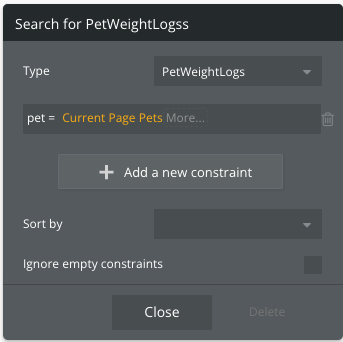 Search for PetWeightLogss
Type PetWeightLogs
pet = Current Page Pets More...
Add a new constraint
Sort by
Ignore empty constraints
Close Delete